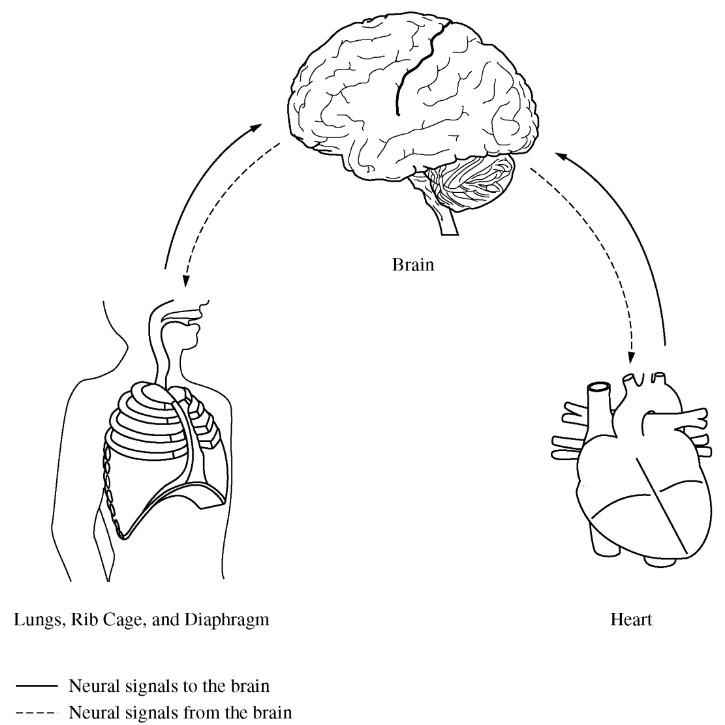 Brain
Lungs, Rib Cage, and Diaphragm
Heart
Neural signals to the brain
Neural signals from the brain